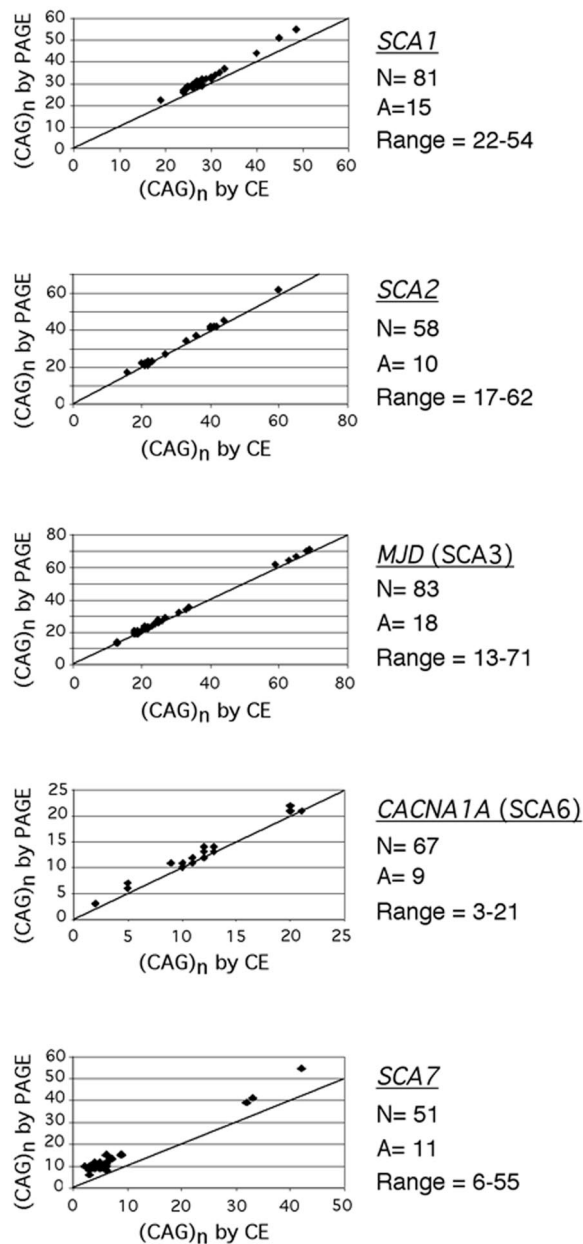 60
50
40
30
20
10
0
(CAG)n by PAGE
0 10 20 30 40 50 60
(CAG)n by CE
SCA1
N= 81
A=15
Range = 22-54
60
40
20
0
(CAG)n by PAGE
0 20 40 60 80
(CAG)n by CE
SCA2
N= 58
A= 10
Range = 17-62
80
60
40
20
0
(CAG)n by PAGE
0 20 40 60 80
(CAG)n by CE
MJD (SCA3)
N= 83
A= 18
Range = 13-71
25
20
15
10
5
0
(CAG)n by PAGE
0 5 10 15 20 25
(CAG)n by CE
CACNA1A (SCA6)
N= 67
A= 9
Range = 3-21
60
50
40
30
20
10
0
(CAG)n by PAGE
0 10 20 30 40 50
(CAG)n by CE
SCA7
N= 51
A= 11
Range = 6-55